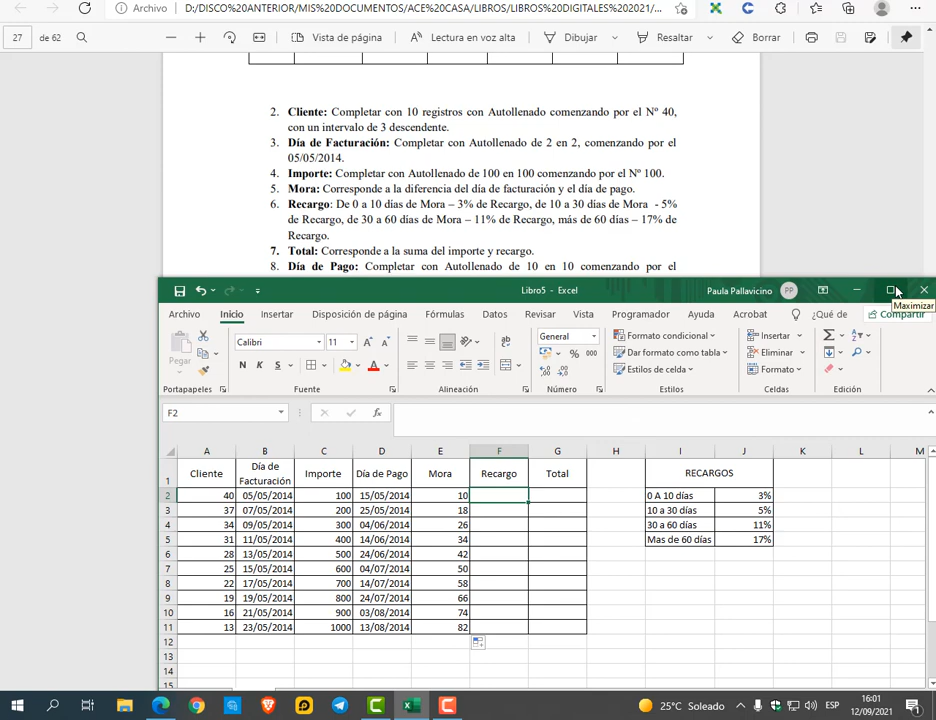 Archivo
D:/DISCO%20ANTERIOR/MIS%20DOCUMENTOS/ACE%20CASA/LIBROS/LIBROS%20DIGITALES%202021/...
27 de 62
Vista de página
Lectura en voz alta
Dibujar
Resaltar
Borrar
2. Cliente: Completar con 10 registros con Autollenado comenzando por el Nº 40,
con un intervalo de 3 descendente.
3. Día de Facturación: Completar con Autollenado de 2 en 2, comenzando por el
05/05/2014.
4. Importe: Completar con Autollenado de 100 en 100 comenzando por el Nº 100.
5. Mora: Corresponde a la diferencia del día de facturación y el día de pago.
6. Recargo: De 0 a 10 días de Mora – 3% de Recargo, de 10 a 30 días de Mora - 5%
de Recargo, de 30 a 60 días de Mora – 11% de Recargo, más de 60 días – 17% de
Recargo.
7. Total: Corresponde a la suma del importe y recargo.
8. Día de Pago: Completar con Autollenado de 10 en 10 comenzando por el
Libro5 - Excel
Paula Pallavicino PP
Maximizar
Archivo Inicio Insertar Disposición de página Fórmulas Datos Revisar Vista Programador Ayuda Acrobat ¿Qué de Compartir
Pegar
Calibri 11
N K S
General
% 000
Formato condicional
Dar formato como tabla
Estilos de celda
Insertar
Eliminar
Formato
Portapapeles Fuente Alineación Número Estilos Celdas Edición
F2 fx
A B C D E F G H I J K L M
1 Cliente Día de Facturación Importe Día de Pago Mora Recargo Total RECARGOS
2 40 05/05/2014 100 15/05/2014 10 0 A 10 días 3%
3 37 07/05/2014 200 25/05/2014 18 10 a 30 días 5%
4 34 09/05/2014 300 04/06/2014 26 30 a 60 días 11%
5 31 11/05/2014 400 14/06/2014 34 Mas de 60 días 17%
6 28 13/05/2014 500 24/06/2014 42
7 25 15/05/2014 600 04/07/2014 50
8 22 17/05/2014 700 14/07/2014 58
9 19 19/05/2014 800 24/07/2014 66
10 16 21/05/2014 900 03/08/2014 74
11 13 23/05/2014 1000 13/08/2014 82
12
13
14
15
25°C Soleado
ESP
16:01
12/09/2021
1